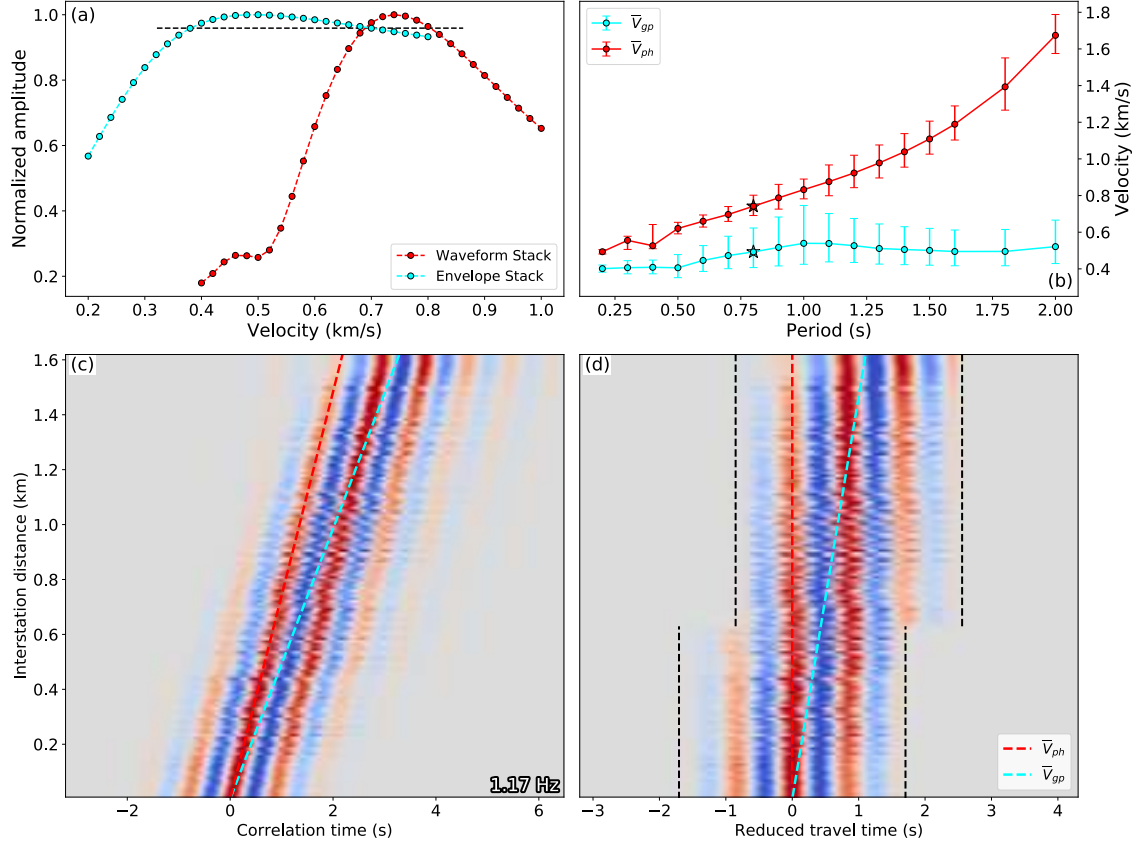 (a)
1.0
0.8
0.6
0.4
0.2
Normalized amplitude
Waveform Stack
Envelope Stack
0.2 0.3 0.4 0.5 0.6 0.7 0.8 0.9 1.0
Velocity (km/s)
V̅gp
V̅ph
1.8
1.6
1.4
1.2
1.0
0.8
0.6
0.4
Velocity (km/s)
(b)
0.25 0.50 0.75 1.00 1.25 1.50 1.75 2.00
Period (s)
(c)
1.6
1.4
1.2
1.0
0.8
0.6
0.4
0.2
Interstation distance (km)
1.17 Hz
−2 0 2 4 6
Correlation time (s)
(d)
V̅ph
V̅gp
−3 −2 −1 0 1 2 3 4
Reduced travel time (s)